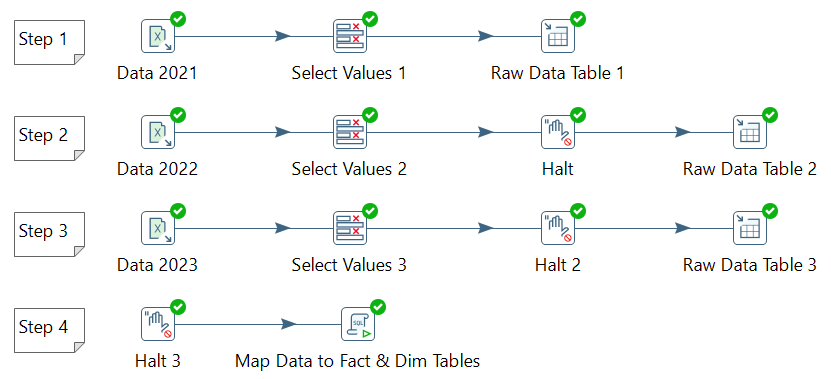 Step 1
Data 2021
Select Values 1
Raw Data Table 1
Step 2
Data 2022
Select Values 2
Halt
Raw Data Table 2
Step 3
Data 2023
Select Values 3
Halt 2
Raw Data Table 3
Step 4
SQL
Halt 3
Map Data to Fact & Dim Tables